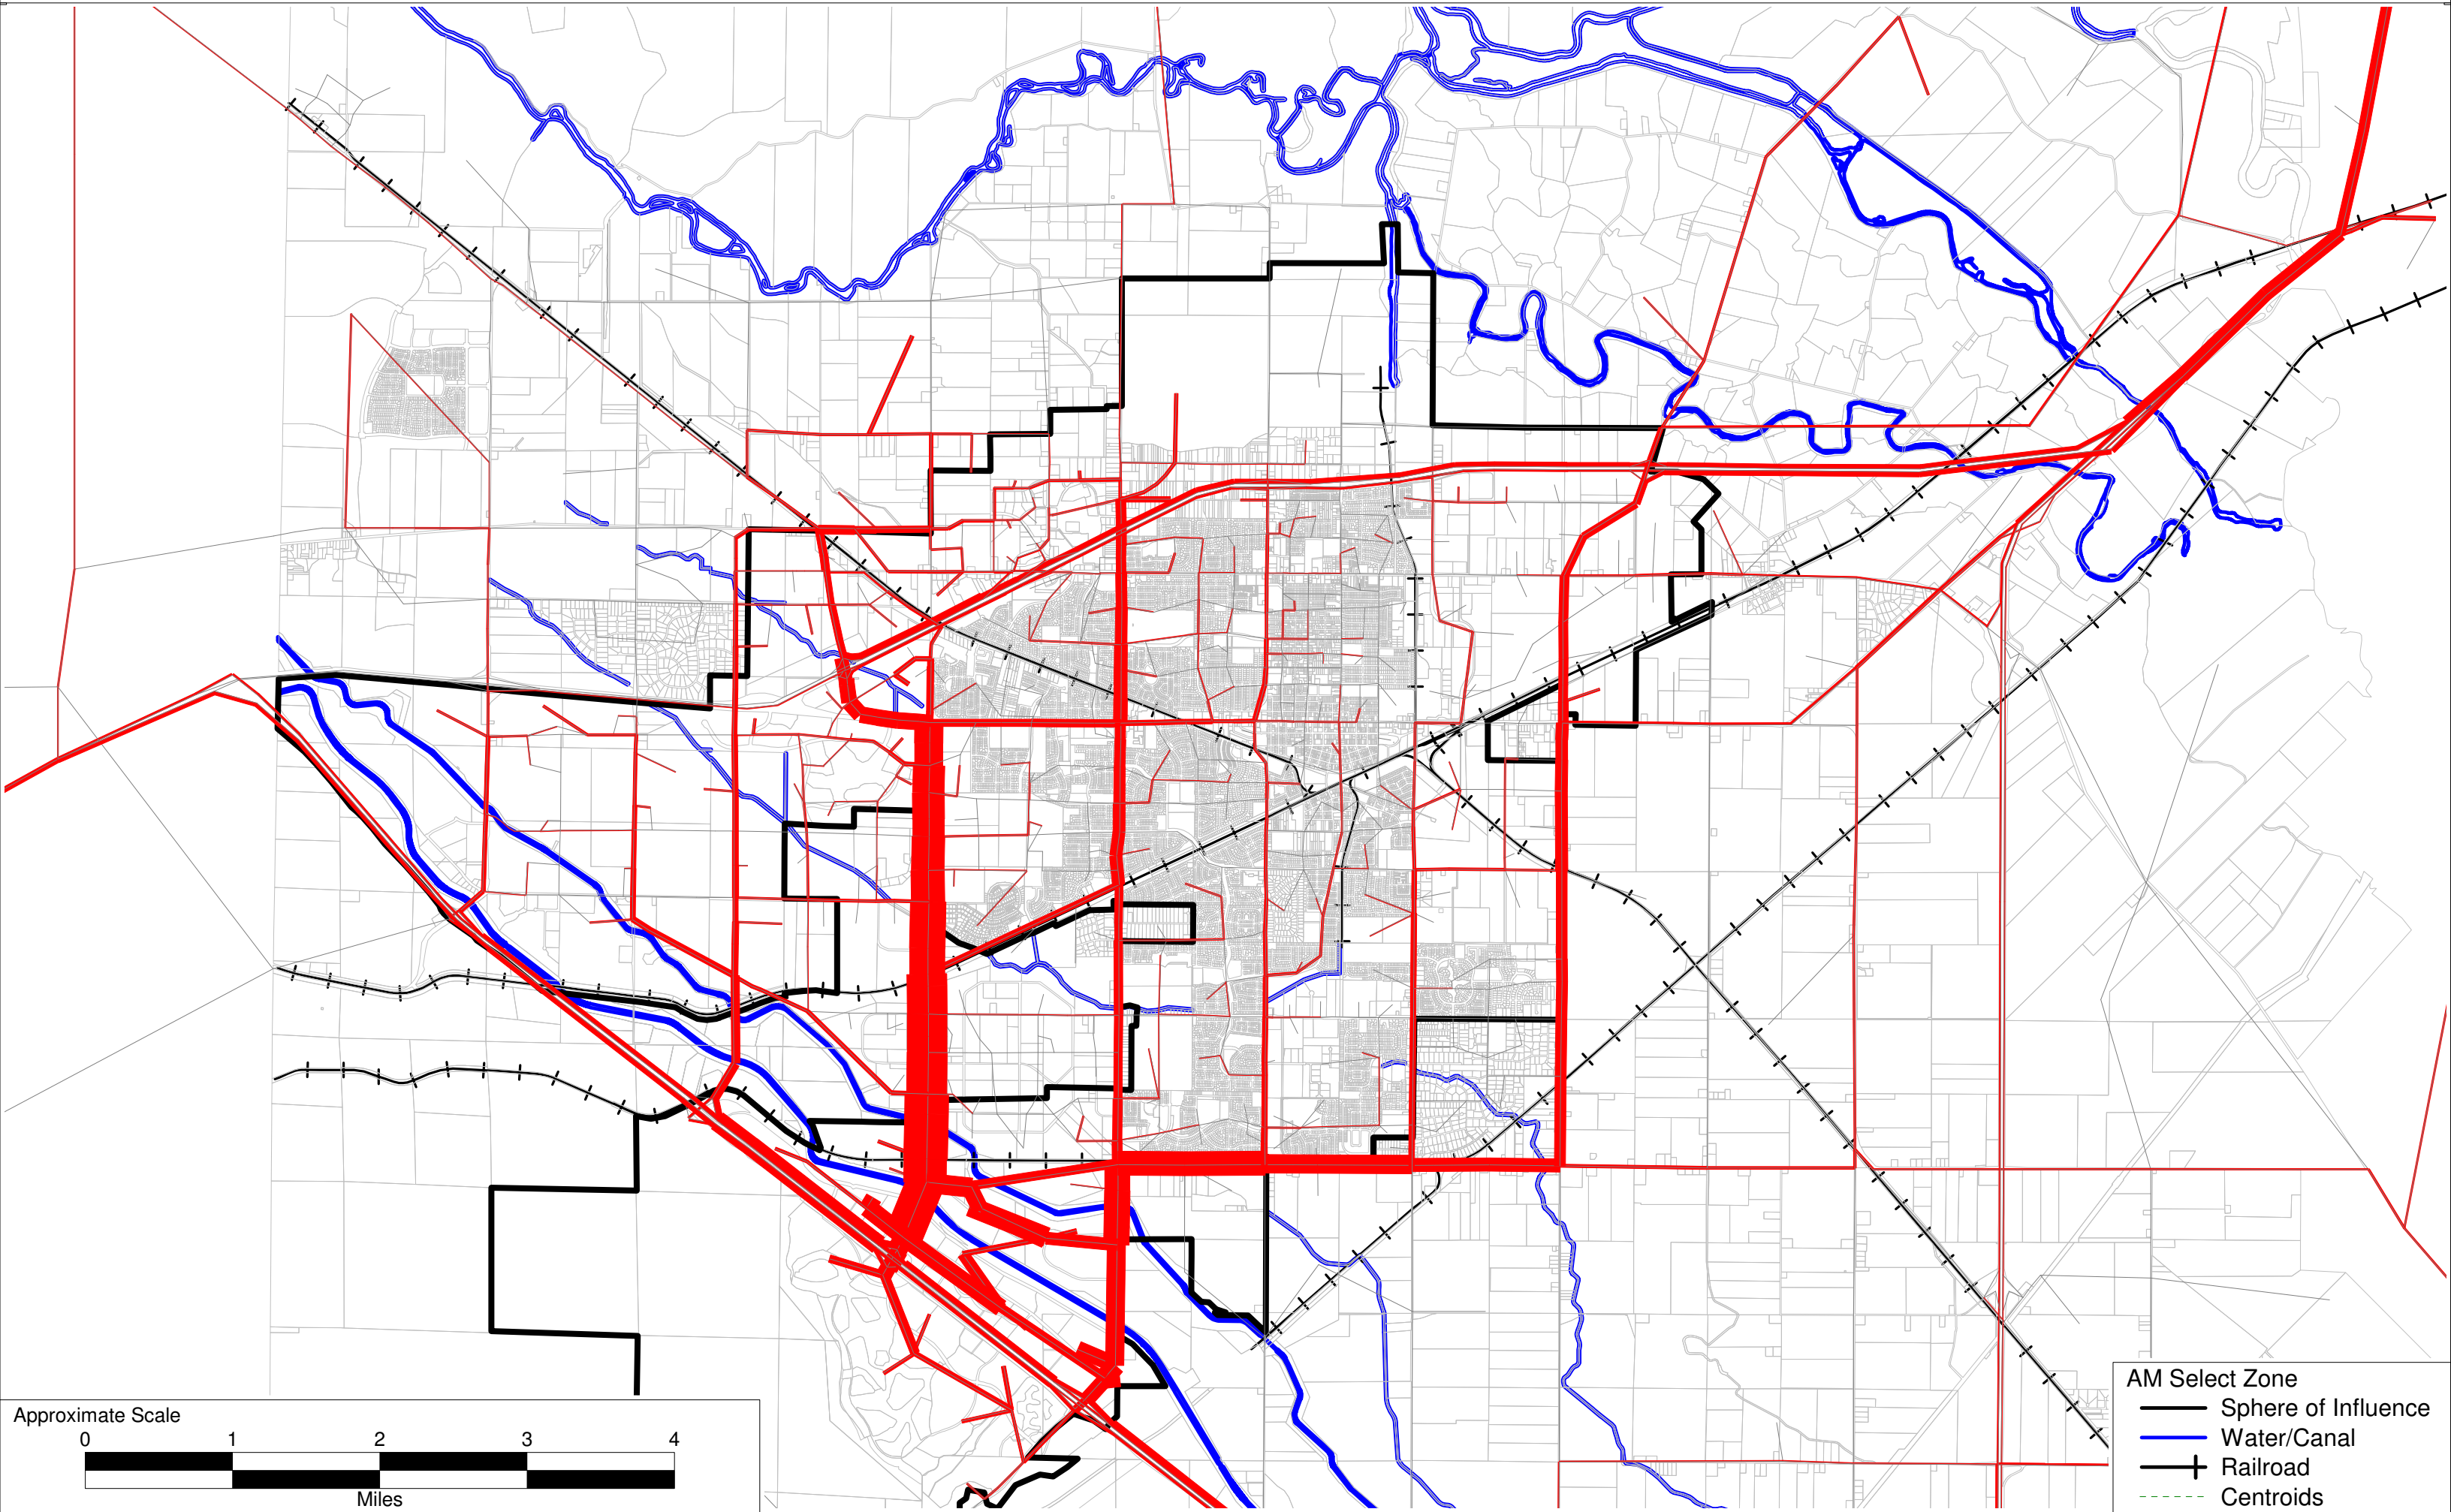 Approximate Scale
0 1 2 3 4
Miles
AM Select Zone
Sphere of Influence
Water/Canal
Railroad
Centroids